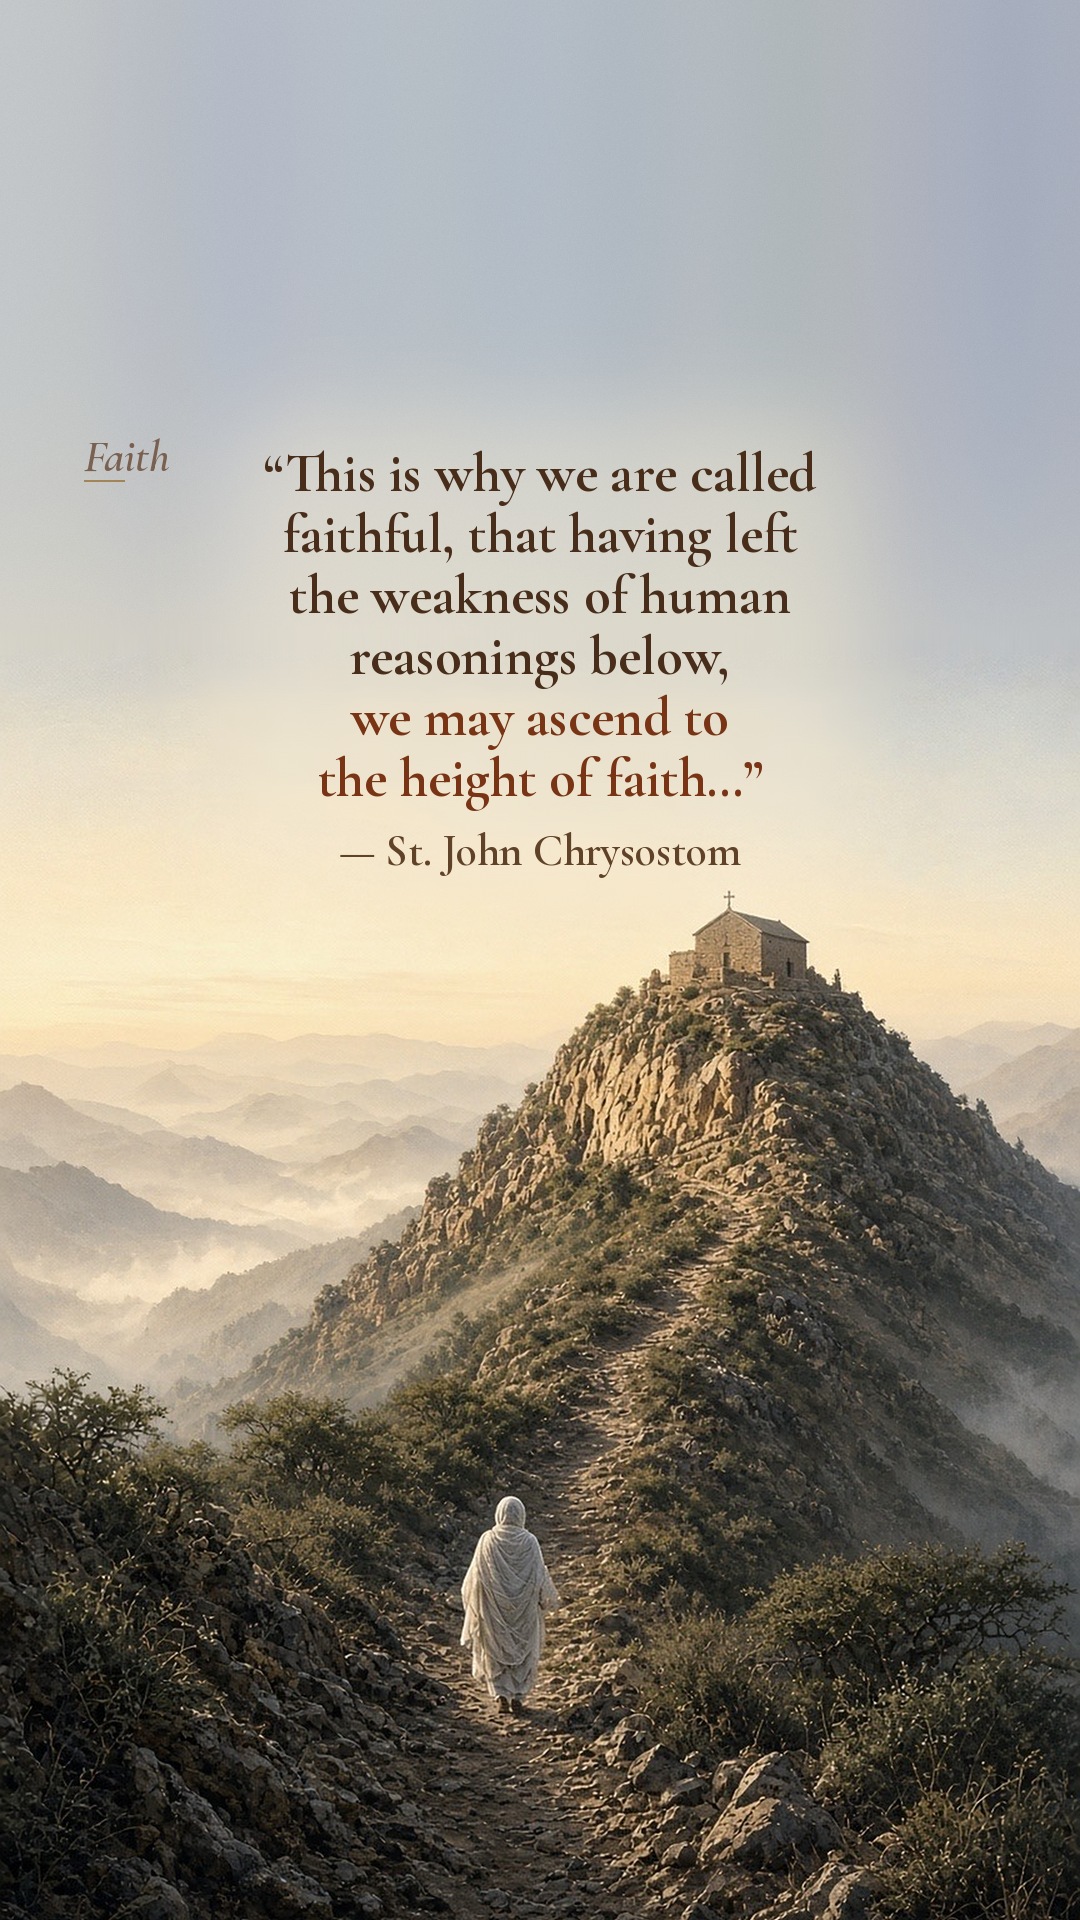 Faith
“This is why we are called
faithful, that having left
the weakness of human
reasonings below,
we may ascend to
the height of faith...”
— St. John Chrysostom